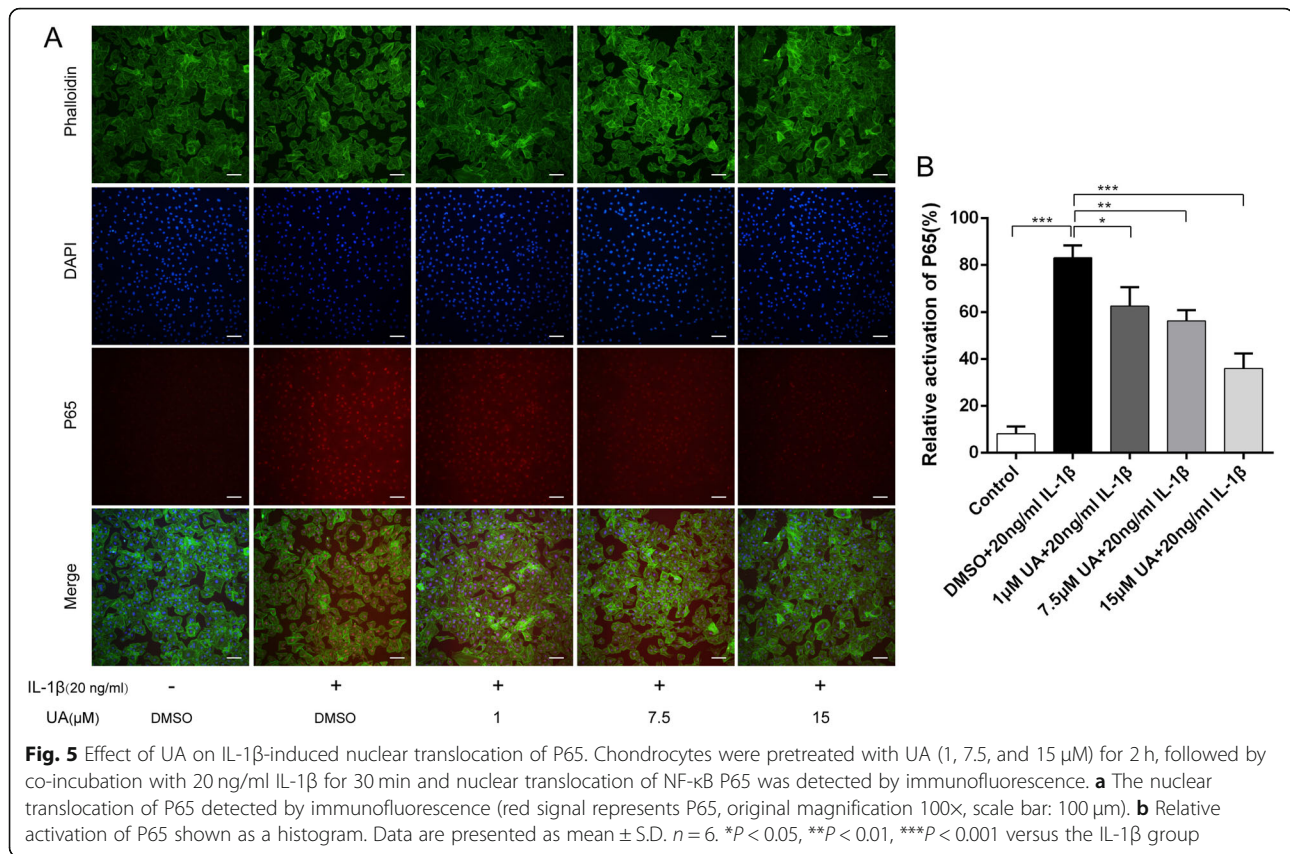 A
Phalloidin
DAPI
P65
Merge
IL-1β(20 ng/ml) - + + + +
UA(μM) DMSO DMSO 1 7.5 15
B
Relative activation of P65(%)
100
80
60
40
20
0
***
*
**
***
Control
DMSO+20ng/ml IL-1β
1μM UA+20ng/ml IL-1β
7.5μM UA+20ng/ml IL-1β
15μM UA+20ng/ml IL-1β
Fig. 5 Effect of UA on IL-1β-induced nuclear translocation of P65. Chondrocytes were pretreated with UA (1, 7.5, and 15 μM) for 2 h, followed by
co-incubation with 20 ng/ml IL-1β for 30 min and nuclear translocation of NF-κB P65 was detected by immunofluorescence. a The nuclear
translocation of P65 detected by immunofluorescence (red signal represents P65, original magnification 100×, scale bar: 100 μm). b Relative
activation of P65 shown as a histogram. Data are presented as mean ± S.D. n = 6. *P < 0.05, **P < 0.01, ***P < 0.001 versus the IL-1β group